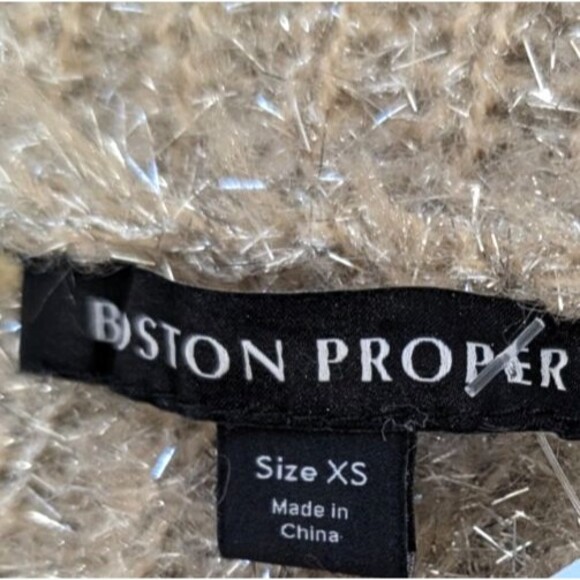 BOSTON PROPER
Size XS
Made in
China